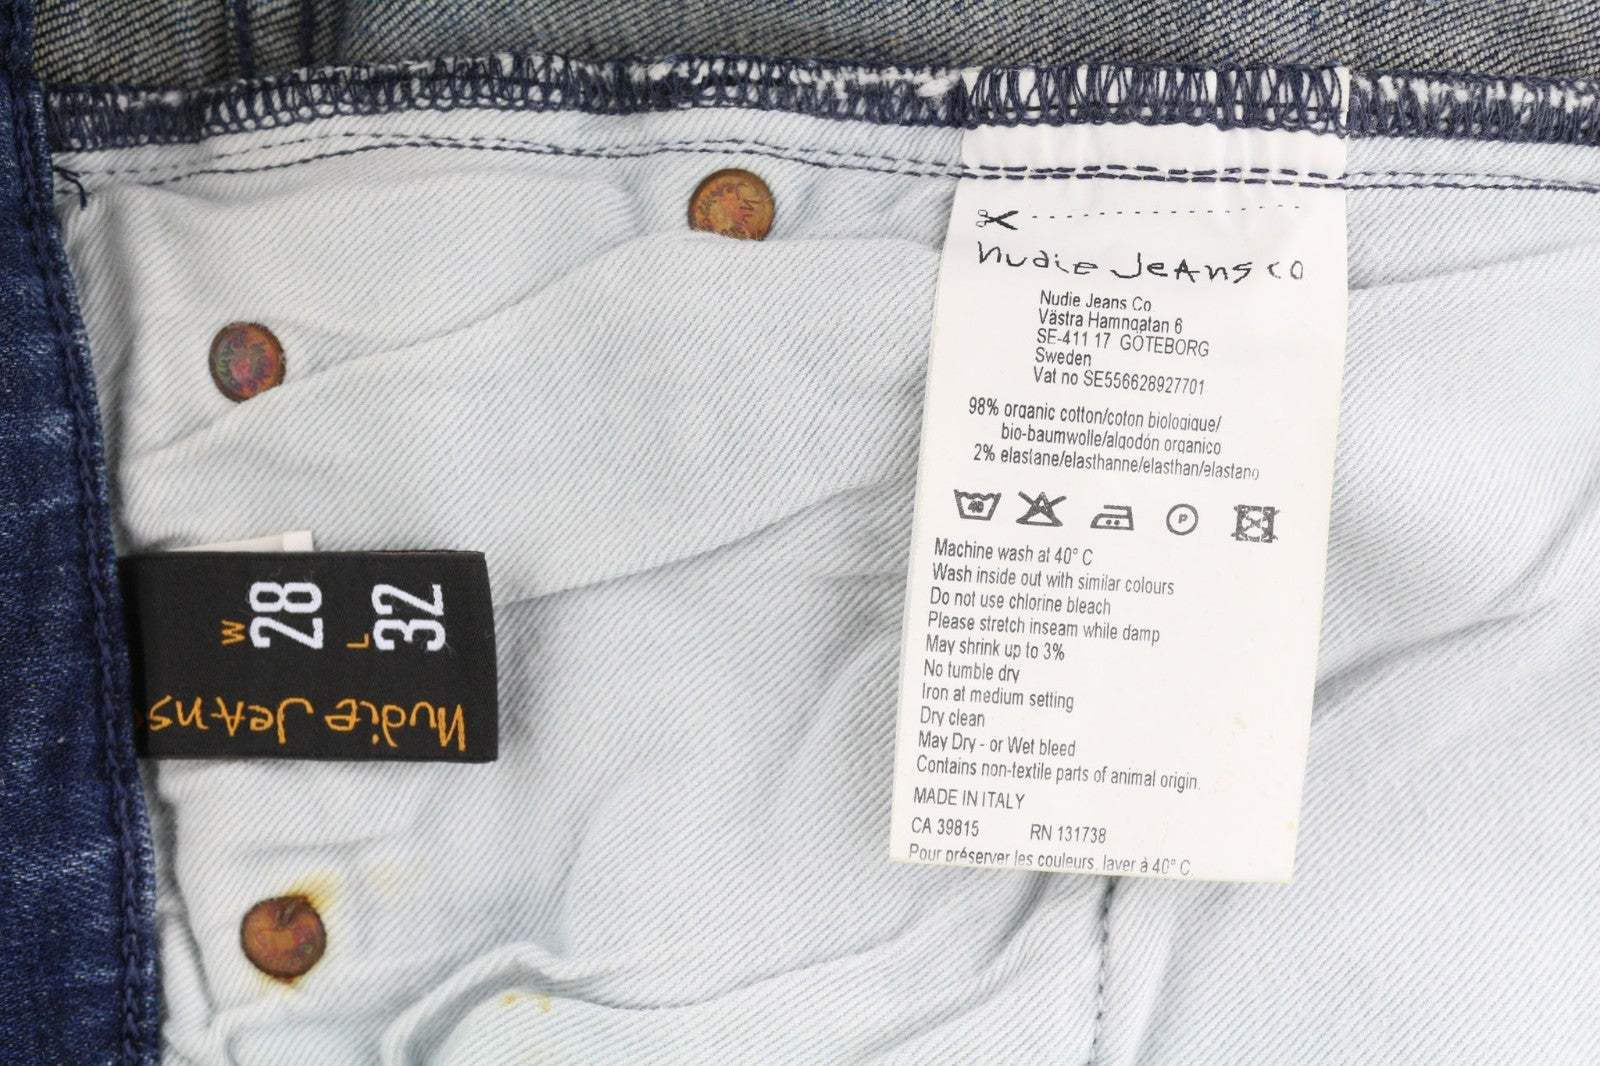 nudie Jeans co
Nudie Jeans Co.
Västra Hamngatan 6
SE-411 17 GÖTEBORG
Sweden
Vat no SE556628927701
98% organic cotton/coton biologique/
bio-baumwolle/algodón organico
2% elastane/elasthanne/elasthan/elastano
40
P
Machine wash at 40° C
Wash inside out with similar colours
Do not use chlorine bleach
Please stretch inseam while damp
May shrink up to 3%
No tumble dry
Iron at medium setting
Dry clean
May Dry - or Wet bleed
Contains non-textile parts of animal origin.
MADE IN ITALY
CA 39815 RN 131738
Pour préserver les couleurs, laver à 40° C.
W 28
L 32
nudie Jeans